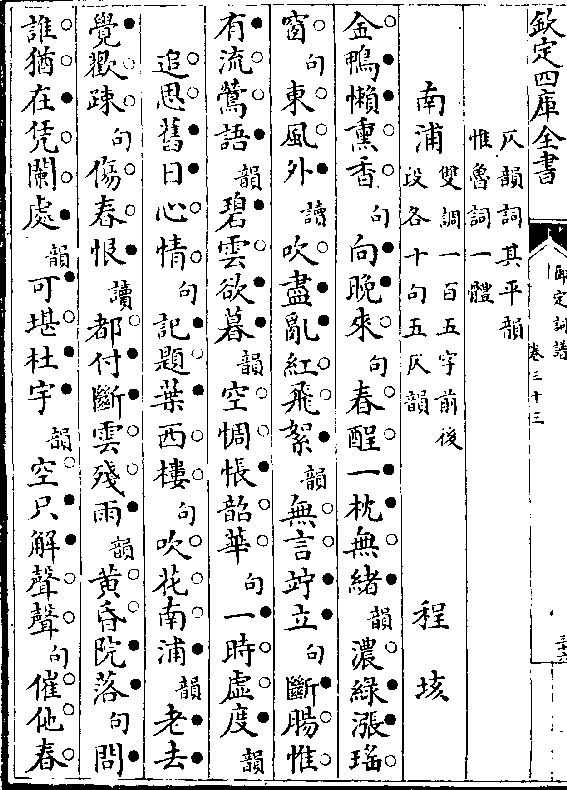 欽定四庫全書
御定詞譜 卷三十三
仄韻詞其平韻
惟魯詞一體
南浦 雙調一百五字前後
段各十句五仄韻 程垓
金鴨懶熏香句向晚來句春酲一枕無緒韻濃綠漲瑤
窗句東風外讀吹盡亂紅飛絮韻無言竚立句斷腸惟
有流鶯語韻碧雲欲暮韻空惆悵韶華句一時虛度韻
追思舊日心情句記題葉西樓句吹花南浦韻老去
覺歡疎句傷春恨讀都付斷雲殘雨韻黃昏院落句問
誰猶在凭闌處韻可堪杜宇韻空只解聲聲句催他春